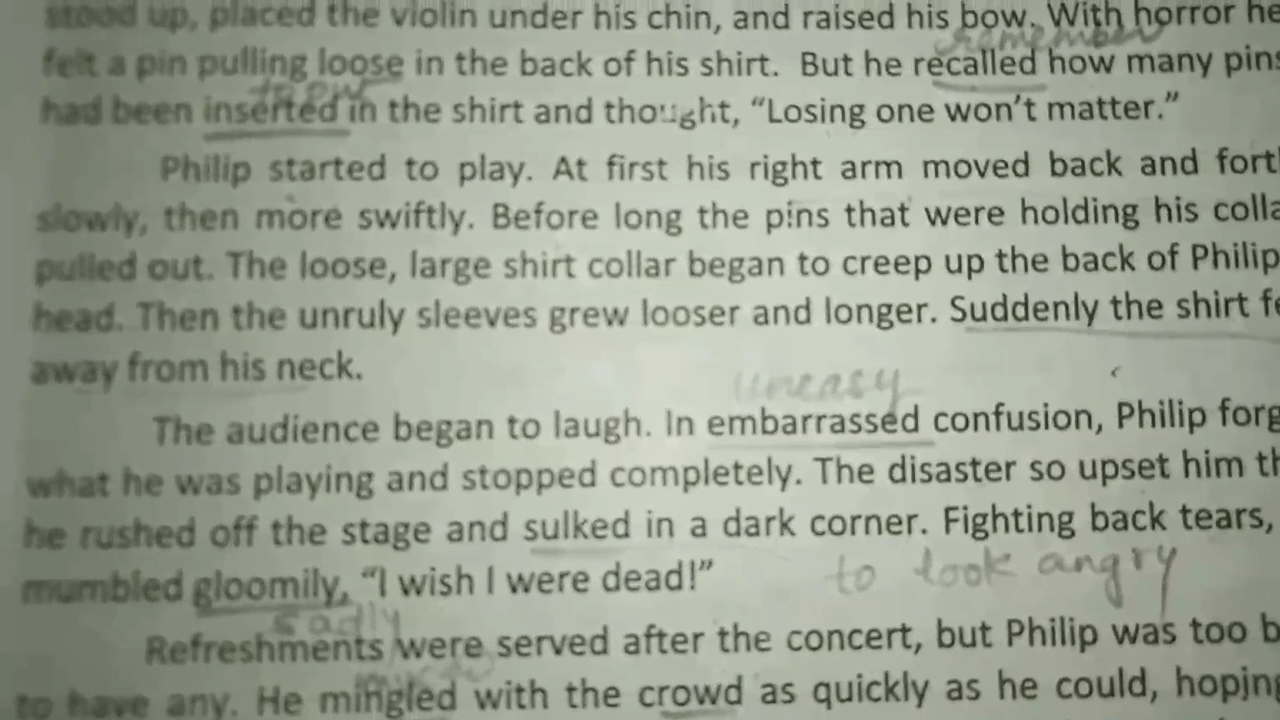 stood up, placed the violin under his chin, and raised his bow. With horror he
remember
felt a pin pulling loose in the back of his shirt. But he recalled how many pins
to put
had been inserted in the shirt and thought, “Losing one won’t matter.”
Philip started to play. At first his right arm moved back and forth
slowly, then more swiftly. Before long the pins that were holding his colla
pulled out. The loose, large shirt collar began to creep up the back of Philip
head. Then the unruly sleeves grew looser and longer. Suddenly the shirt fe
away from his neck.
uneasy
The audience began to laugh. In embarrassed confusion, Philip forg
what he was playing and stopped completely. The disaster so upset him th
he rushed off the stage and sulked in a dark corner. Fighting back tears,
to look angry
mumbled gloomily, “I wish I were dead!”
sadly
Refreshments were served after the concert, but Philip was too b
to have any. He mingled with the crowd as quickly as he could, hoping